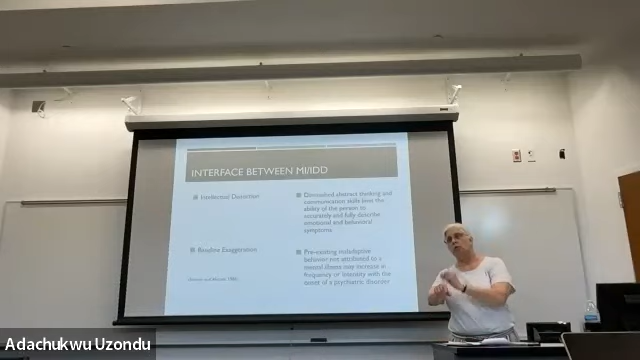 INTERFACE BETWEEN MI/IDD
Intellectual Distortion
Diminished abstract thinking and
communication skills limit the
ability of the person to
accurately and fully describe
emotional and behavioral
symptoms
Baseline Exaggeration
Pre-existing maladaptive
behavior not attributed to a
mental illness may increase in
frequency or intensity with the
onset of a psychiatric disorder
Adachukwu Uzondu